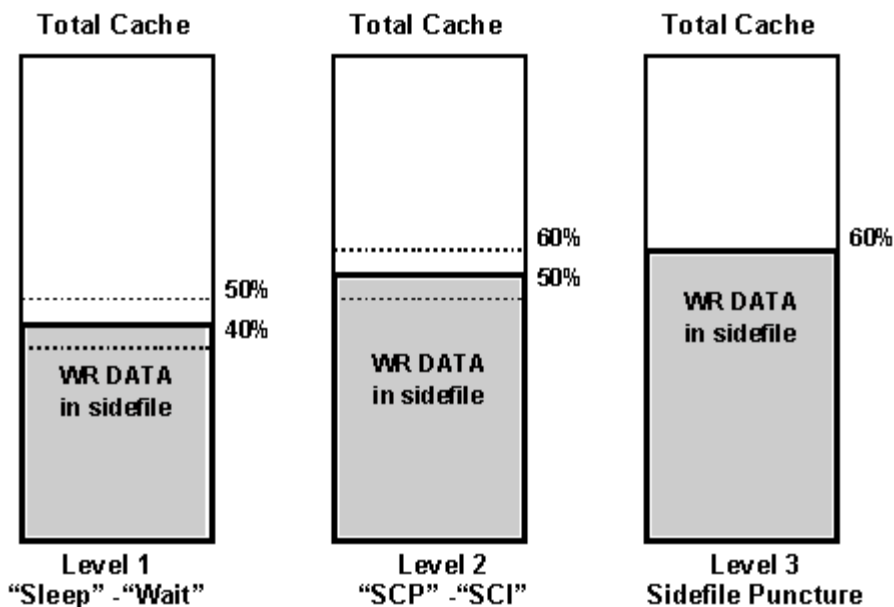 Total Cache
50%
40%
WR DATA
in sidefile
Level 1
“Sleep” -“Wait”
Total Cache
60%
50%
WR DATA
in sidefile
Level 2
“SCP” -“SCI”
Total Cache
60%
WR DATA
in sidefile
Level 3
Sidefile Puncture